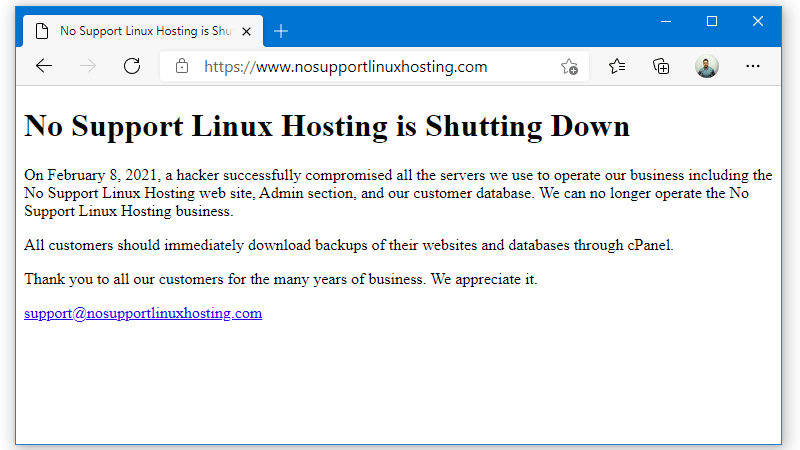 No Support Linux Hosting is Shu
https://www.nosupportlinuxhosting.com
No Support Linux Hosting is Shutting Down
On February 8, 2021, a hacker successfully compromised all the servers we use to operate our business including the
No Support Linux Hosting web site, Admin section, and our customer database. We can no longer operate the No
Support Linux Hosting business.
All customers should immediately download backups of their websites and databases through cPanel.
Thank you to all our customers for the many years of business. We appreciate it.
support@nosupportlinuxhosting.com